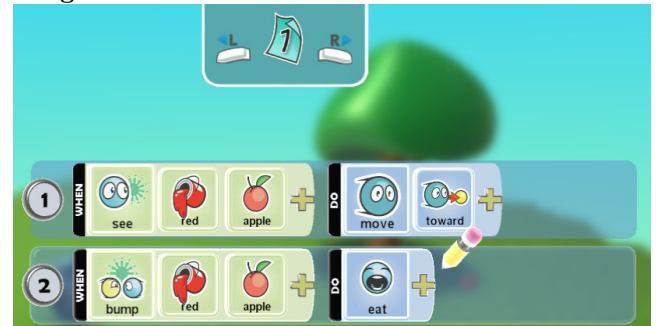 L 1 R
1 WHEN see red apple DO move toward
2 WHEN bump red apple DO eat